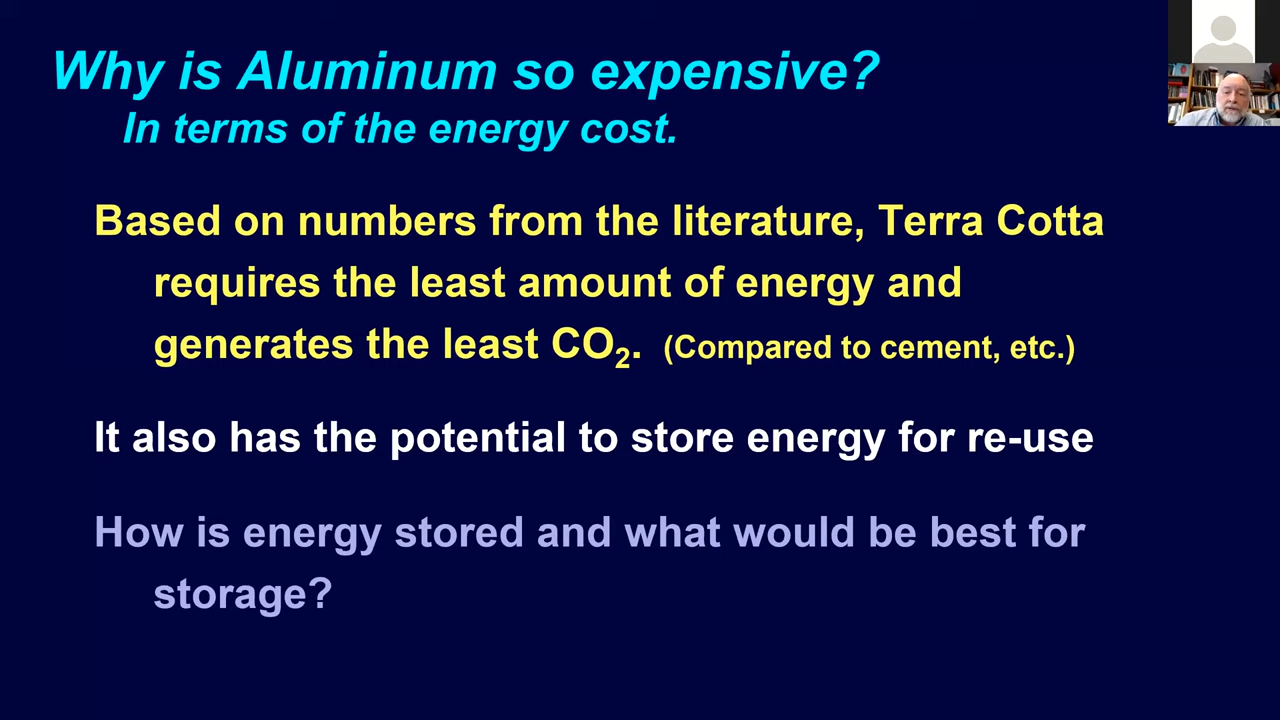 Why is Aluminum so expensive?
In terms of the energy cost.
Based on numbers from the literature, Terra Cotta
requires the least amount of energy and
generates the least CO₂. (Compared to cement, etc.)
It also has the potential to store energy for re-use
How is energy stored and what would be best for
storage?